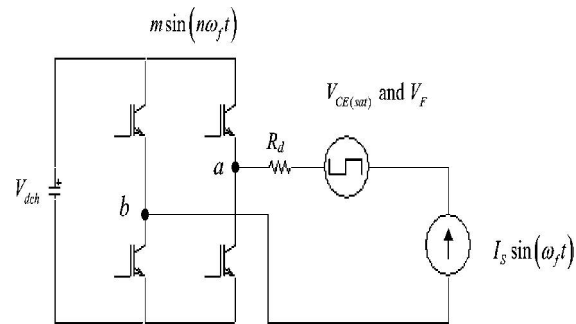 m sin(nω_f t)
V_CE(sat) and V_F
R_d
a
V_dch
b
I_S sin(ω_f t)